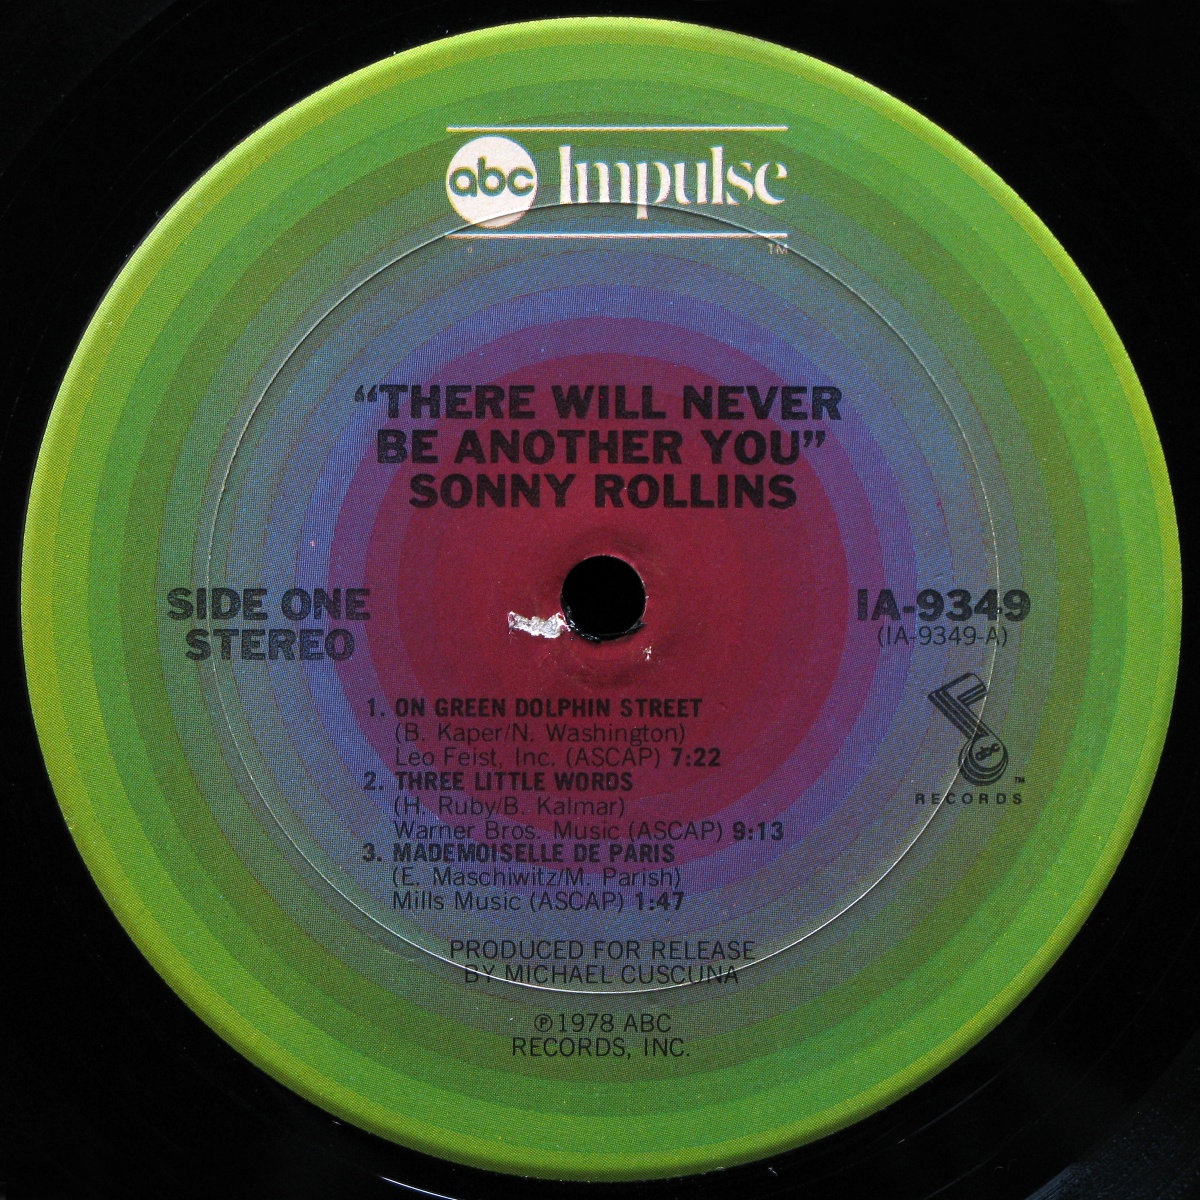 abc Impulse
TM
“THERE WILL NEVER
BE ANOTHER YOU”
SONNY ROLLINS
SIDE ONE
STEREO
IA-9349
(IA-9349-A)
1. ON GREEN DOLPHIN STREET
(B. Kaper/N. Washington)
Leo Feist, Inc. (ASCAP) 7:22
2. THREE LITTLE WORDS
(H. Ruby/B. Kalmar)
Warner Bros. Music (ASCAP) 9:13
3. MADEMOISELLE DE PARIS
(E. Maschiwitz/M. Parish)
Mills Music (ASCAP) 1:47
abc
TM
RECORDS
PRODUCED FOR RELEASE
BY MICHAEL CUSCUNA
℗1978 ABC
RECORDS, INC.